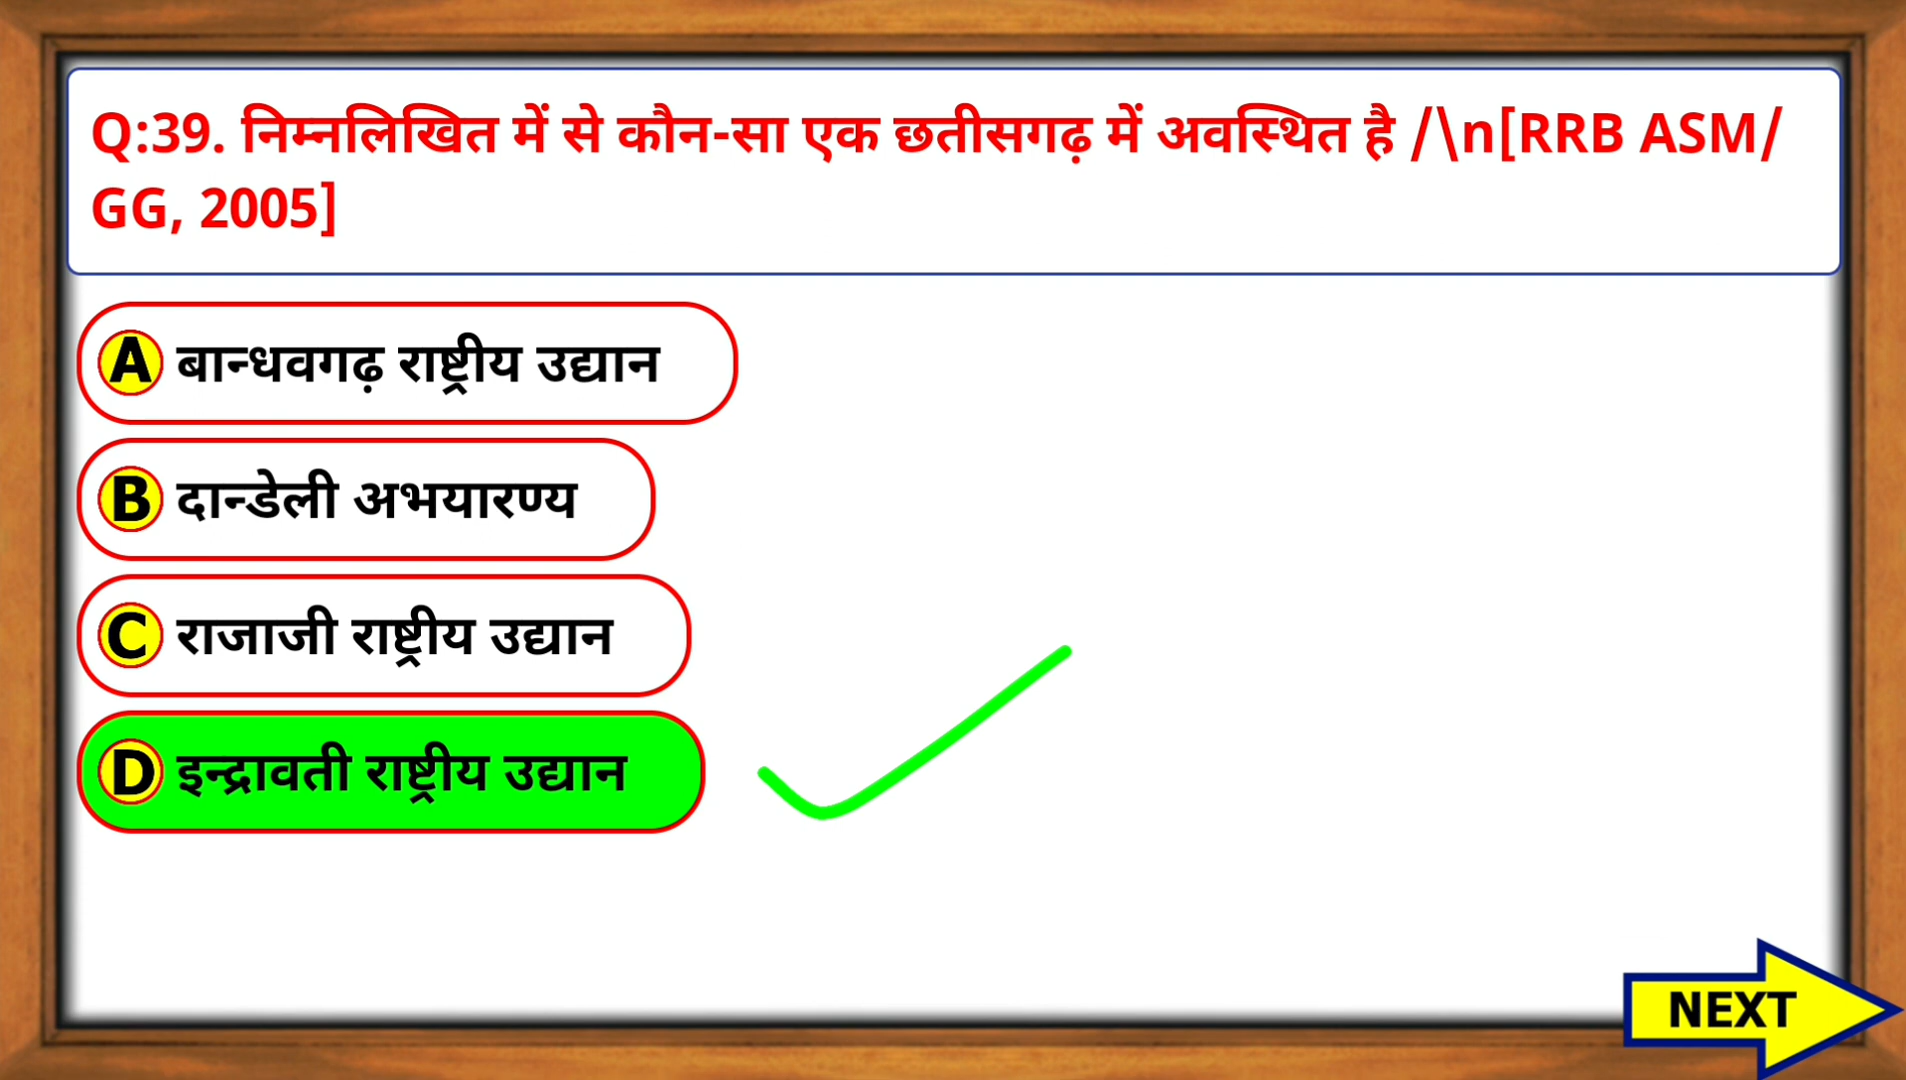 Q:39. निम्नलिखित में से कौन-सा एक छतीसगढ़ में अवस्थित है /\n[RRB ASM/
GG, 2005]
A बान्धवगढ़ राष्ट्रीय उद्यान
B दान्डेली अभयारण्य
C राजाजी राष्ट्रीय उद्यान
D इन्द्रावती राष्ट्रीय उद्यान
NEXT